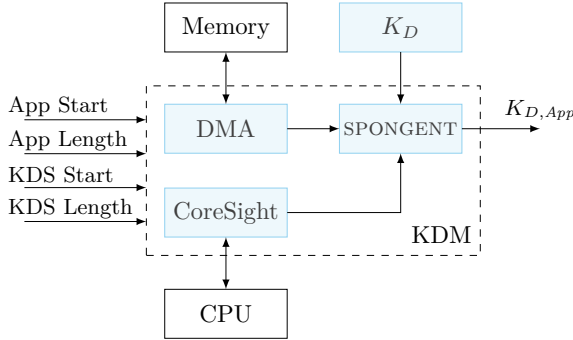 Memory
K_D
App Start
App Length
KDS Start
KDS Length
DMA
SPONGENT
K_{D,App}
CoreSight
KDM
CPU